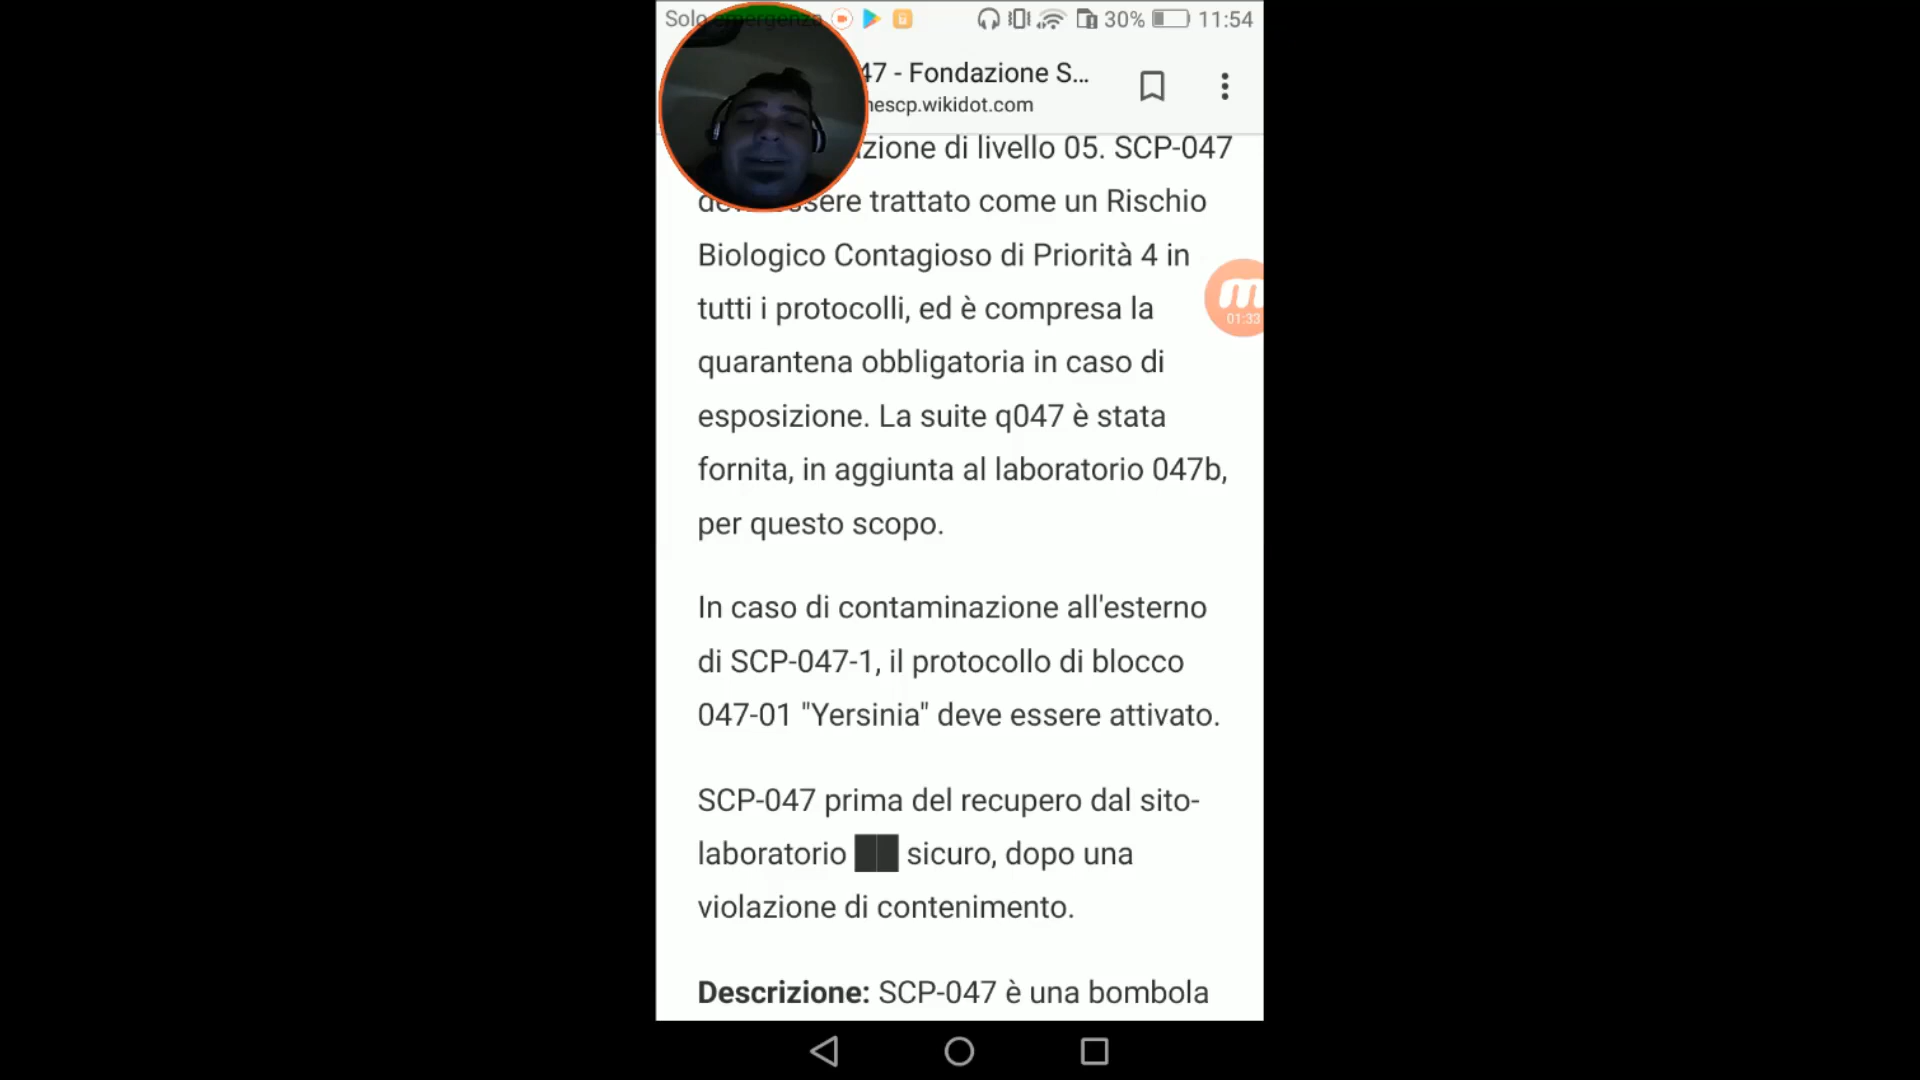 Solo emergenza 30% 11:54
47 - Fondazione S...
nescp.wikidot.com
zione di livello 05. SCP-047
essere trattato come un Rischio
Biologico Contagioso di Priorità 4 in
tutti i protocolli, ed è compresa la
01:33
quarantena obbligatoria in caso di
esposizione. La suite q047 è stata
fornita, in aggiunta al laboratorio 047b,
per questo scopo.
In caso di contaminazione all'esterno
di SCP-047-1, il protocollo di blocco
047-01 "Yersinia" deve essere attivato.
SCP-047 prima del recupero dal sito-
laboratorio ██ sicuro, dopo una
violazione di contenimento.
Descrizione: SCP-047 è una bombola